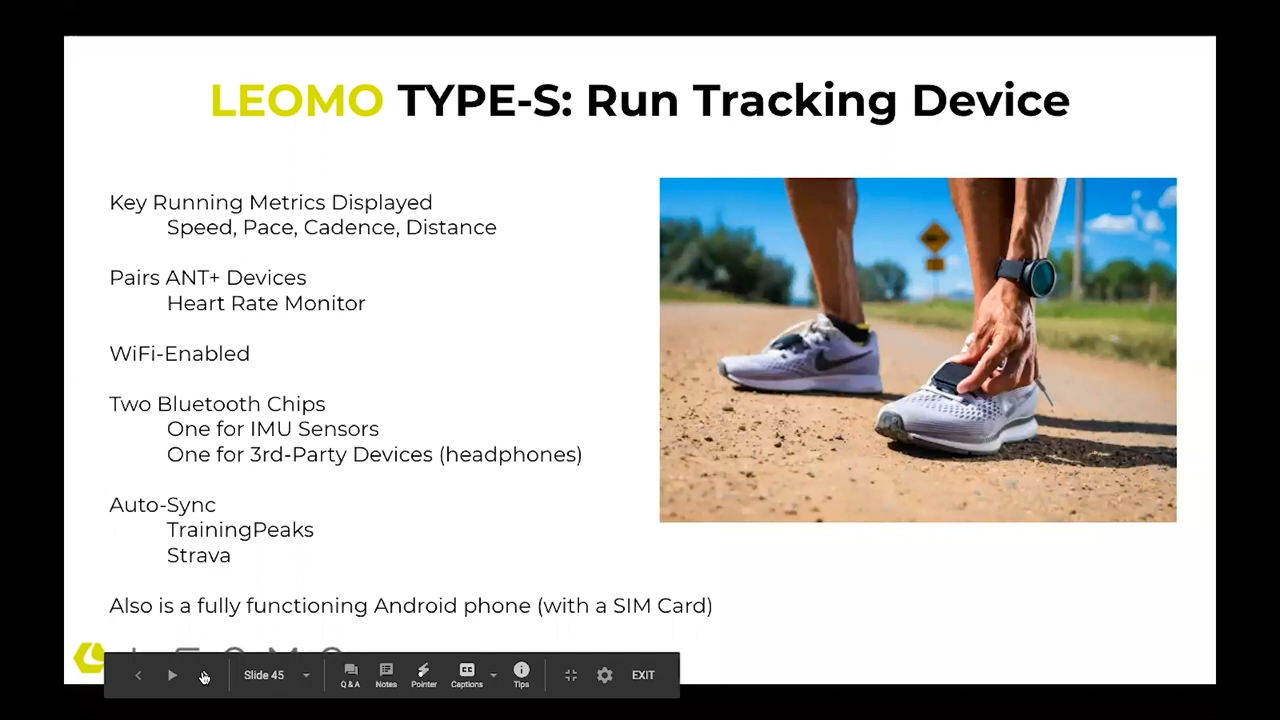 LEOMO TYPE-S: Run Tracking Device
Key Running Metrics Displayed
Speed, Pace, Cadence, Distance
Pairs ANT+ Devices
Heart Rate Monitor
WiFi-Enabled
Two Bluetooth Chips
One for IMU Sensors
One for 3rd-Party Devices (headphones)
Auto-Sync
TrainingPeaks
Strava
Also is a fully functioning Android phone (with a SIM Card)
Slide 45
Q & A
Notes
Pointer
Captions
Tips
EXIT